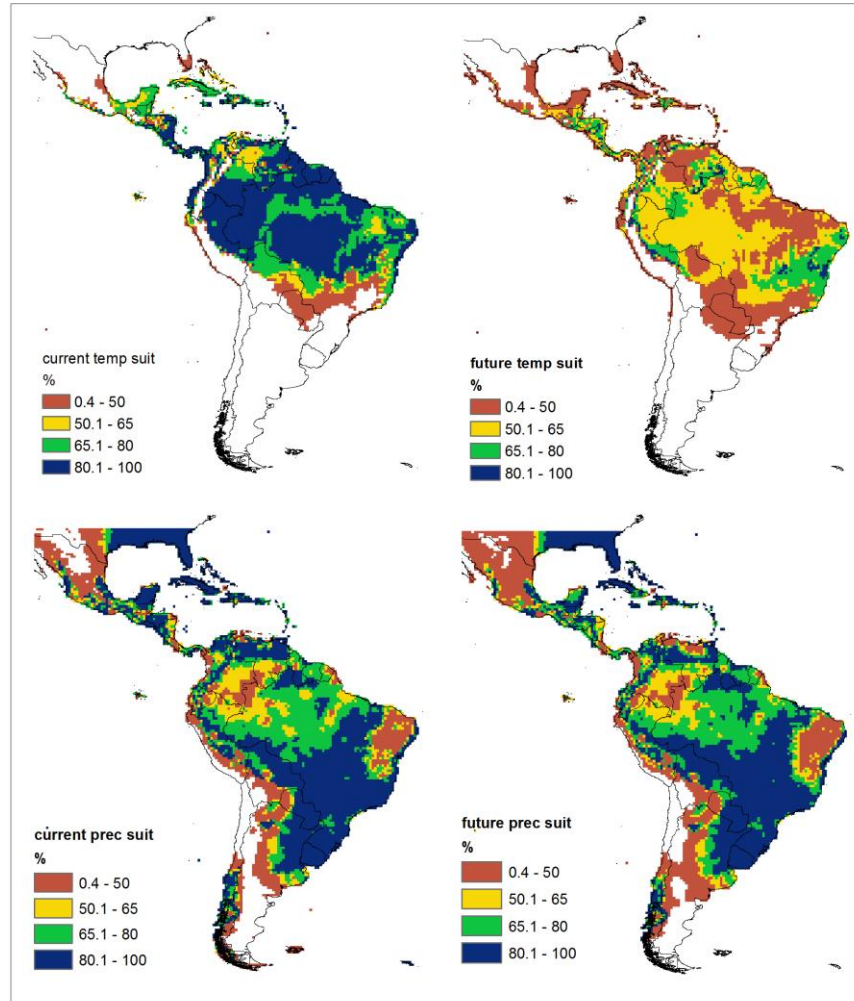 current temp suit
%
0.4 - 50
50.1 - 65
65.1 - 80
80.1 - 100
future temp suit
%
0.4 - 50
50.1 - 65
65.1 - 80
80.1 - 100
current prec suit
%
0.4 - 50
50.1 - 65
65.1 - 80
80.1 - 100
future prec suit
%
0.4 - 50
50.1 - 65
65.1 - 80
80.1 - 100